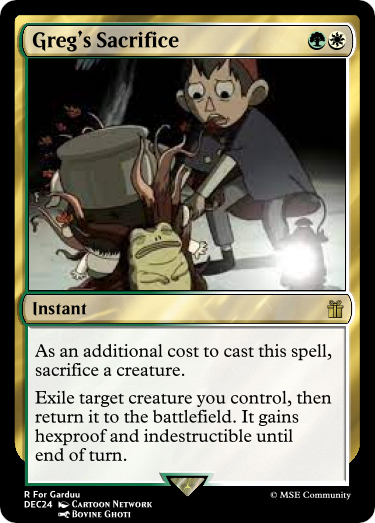 Greg's Sacrifice
Instant
As an additional cost to cast this spell,
sacrifice a creature.
Exile target creature you control, then
return it to the battlefield. It gains
hexproof and indestructible until
end of turn.
R For Garduu
DEC24 Cartoon Network
Bovine Ghoti
© MSE Community